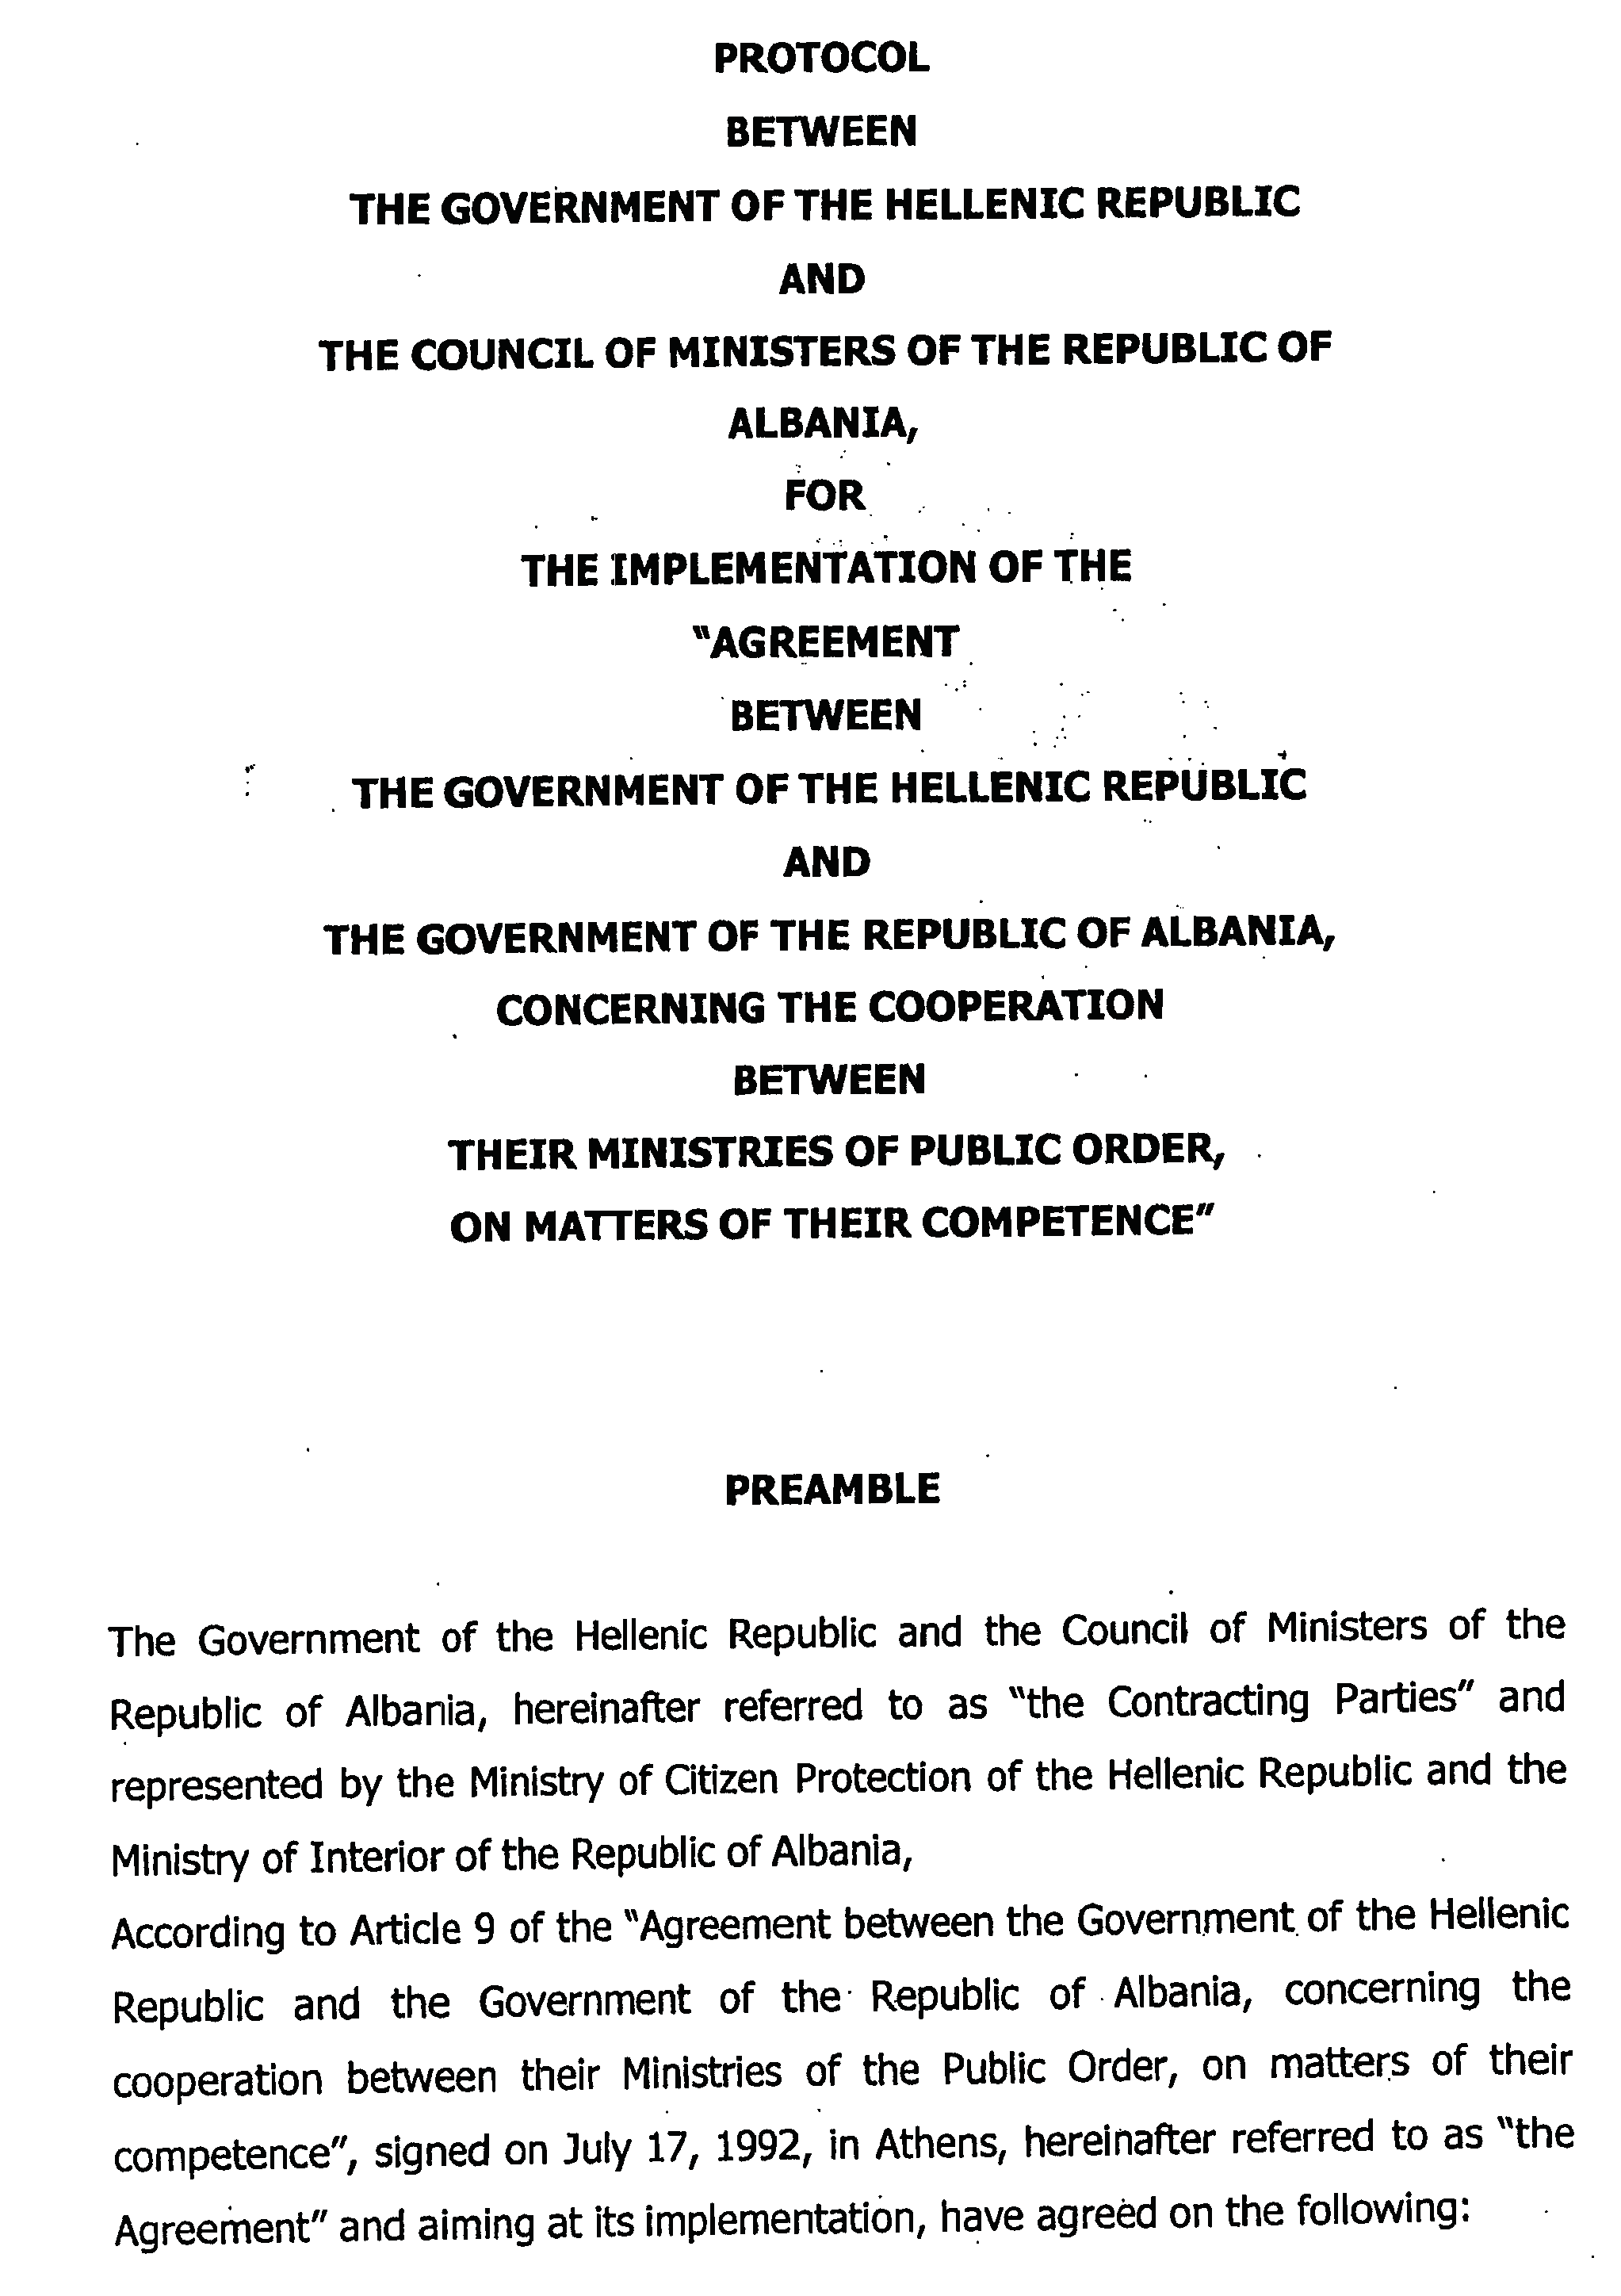 PROTOCOL
BETWEEN
THE GOVERNMENT OF THE HELLENIC REPUBLIC
AND
THE COUNCIL OF MINISTERS OF THE REPUBLIC OF
ALBANIA,
FOR
THE IMPLEMENTATION OF THE
"AGREEMENT
BETWEEN
THE GOVERNMENT OF THE HELLENIC REPUBLIC
AND
THE GOVERNMENT OF THE REPUBLIC OF ALBANIA,
CONCERNING THE COOPERATION
BETWEEN
THEIR MINISTRIES OF PUBLIC ORDER,
ON MATTERS OF THEIR COMPETENCE"
PREAMBLE
The Government of the Hellenic Republic and the Council of Ministers of the
Republic of Albania, hereinafter referred to as "the Contracting Parties" and
represented by the Ministry of Citizen Protection of the Hellenic Republic and the
Ministry of Interior of the Republic of Albania,
According to Article 9 of the "Agreement between the Government of the Hellenic
Republic and the Government of the Republic of Albania, concerning the
cooperation between their Ministries of the Public Order, on matters of their
competence", signed on July 17, 1992, in Athens, hereinafter referred to as "the
Agreement" and aiming at its implementation, have agreed on the following: